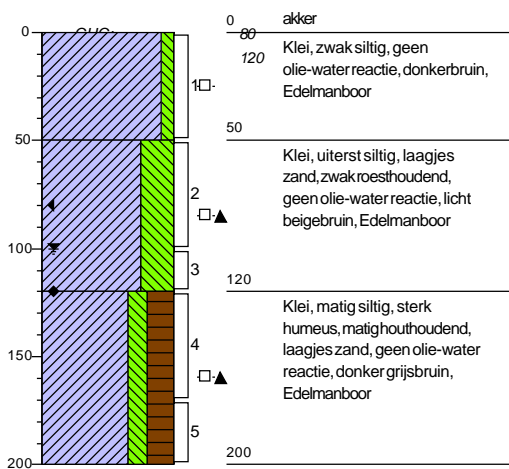 0 akker
0
80
120
Klei, zwak siltig, geen
olie-water reactie, donkerbruin,
Edelmanboor
1
50
50
Klei, uiterst siltig, laagjes
zand, zwak roesthoudend,
geen olie-water reactie, licht
beigebruin, Edelmanboor
2
100
3
120
Klei, matig siltig, sterk
humeus, matig houthoudend,
laagjes zand, geen olie-water
reactie, donker grijsbruin,
Edelmanboor
4
150
5
200
200